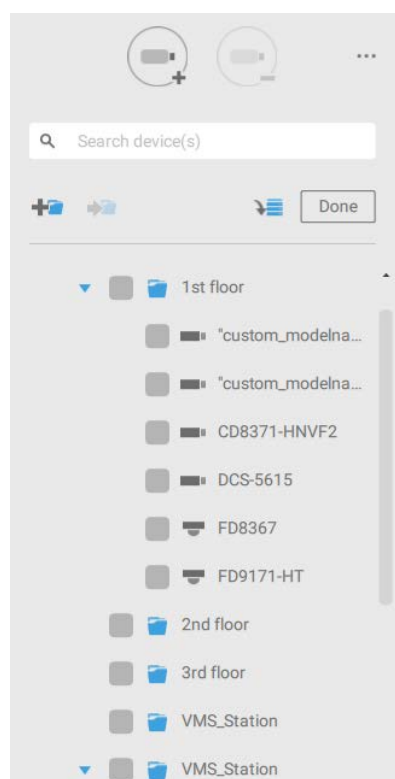 Search device(s)
Done
1st floor
"custom_modelna...
"custom_modelna...
CD8371-HNVF2
DCS-5615
FD8367
FD9171-HT
2nd floor
3rd floor
VMS_Station
VMS_Station